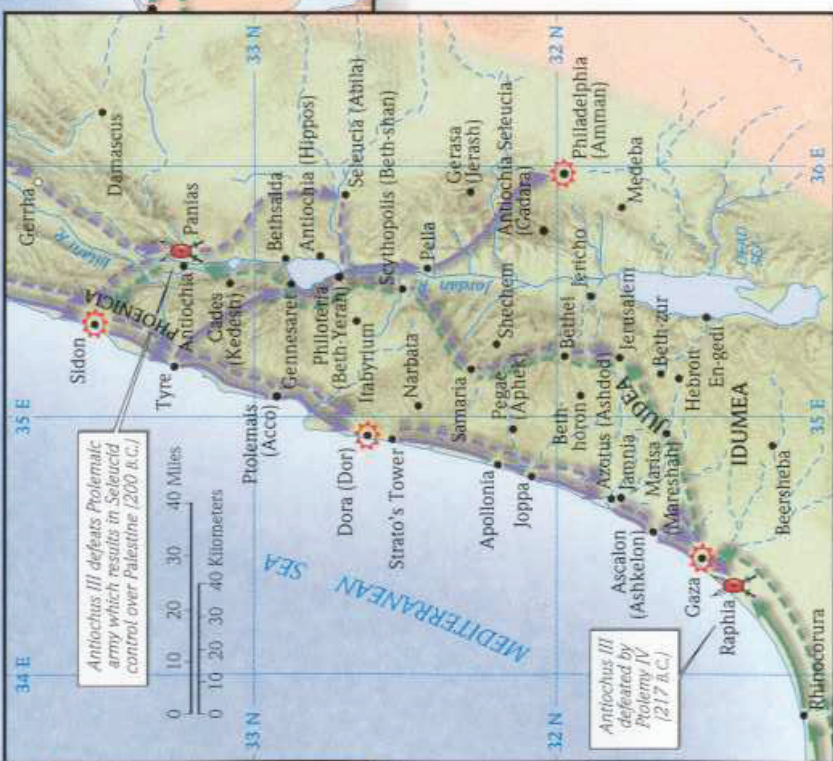 34 E
35 E
36 E
33 N
33 N
32 N
32 N
Antiochus III defeats Ptolemaic
army which results in Seleucid
control over Palestine (200 B.C.)
0 10 20 30 40 Miles
0 10 20 30 40 Kilometers
MEDITERRANEAN
SEA
Antiochus III
defeated by
Ptolemy IV
(217 B.C.)
Gerrha
Damascus
Litani R.
Sidon
PHOENICIA
Panias
Antiochia
Tyre
Cades
(Kedesh)
Bethsaida
Antiochia (Hippos)
Gennesaret
Ptolemais
(Acco)
Philoteria
(Beth-Yerah)
Seleucia (Abila)
Itabyrium
Scythopolis (Beth-shan)
Dora (Dor)
Strato's Tower
Narbata
Pella
Samaria
Shechem
Gerasa
(Jerash)
Jordan R.
Antiochia Seleucia
(Gadara)
Apollonia
Pegae
(Aphek)
Joppa
Philadelphia
(Amman)
Bethel
Beth-
horon
Jericho
Azotus (Ashdod)
Jamnia
Jerusalem
Medeba
JUDEA
Beth-zur
Marisa
(Mareshah)
Hebron
Ascalon
(Ashkelon)
En-gedi
DEAD
SEA
Gaza
IDUMEA
Raphia
Beersheba
Rhinocorura